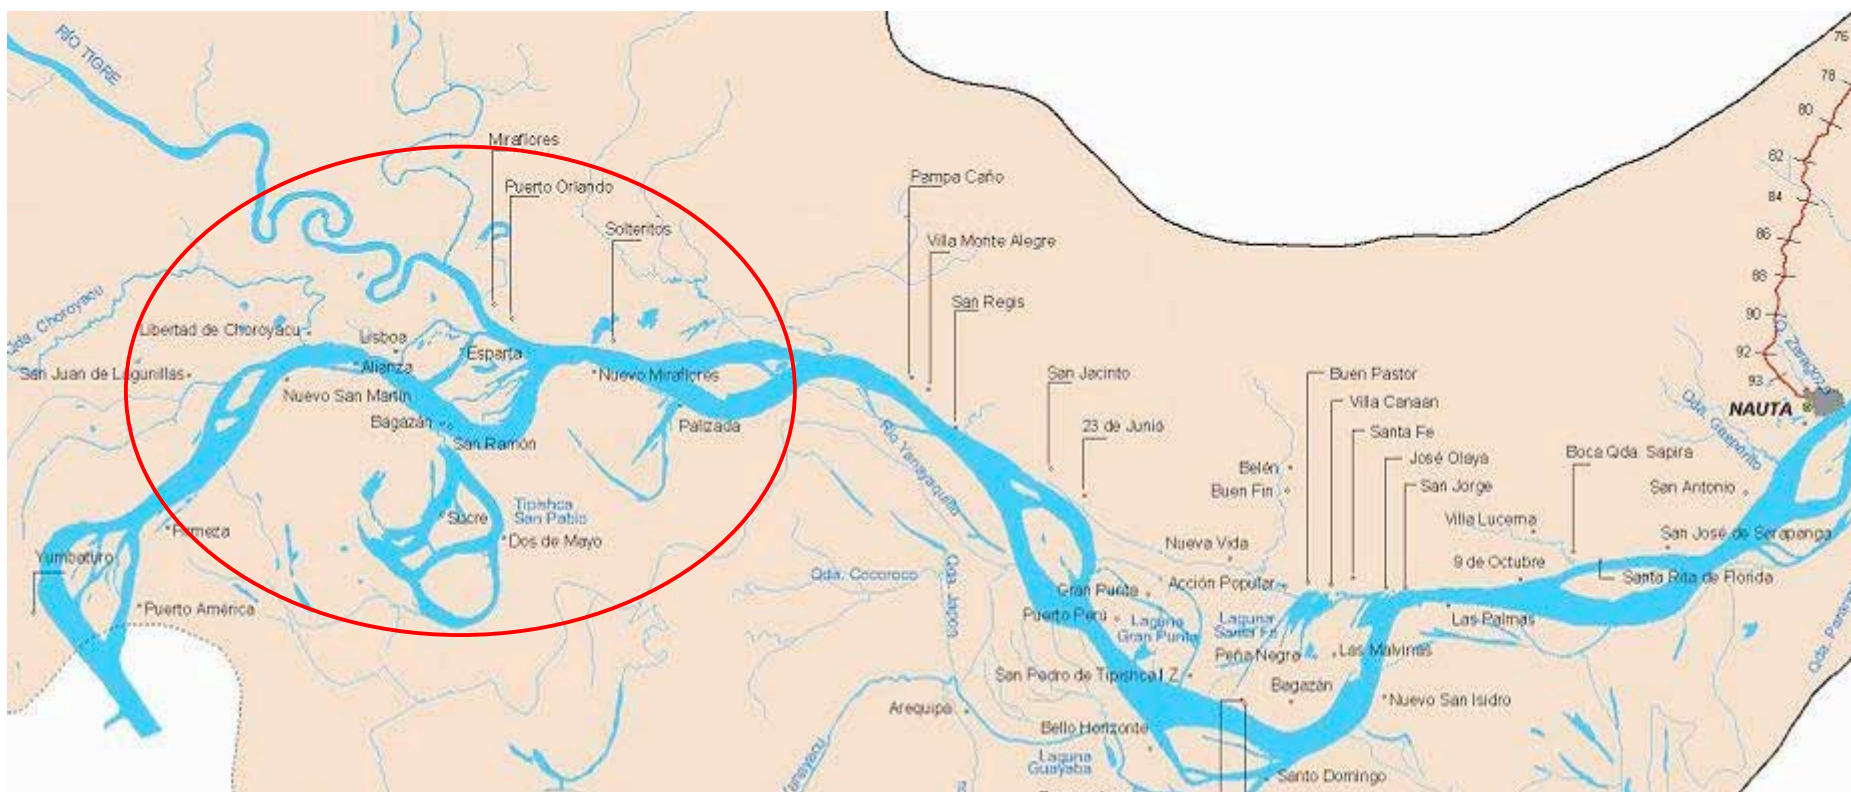 RÍO TIGRE
76
78
80
82
84
86
88
90
92
93
Miraflores
Puerto Orlando
Solteritos
Pampa Caño
Villa Monte Alegre
San Regis
Qda. Choroyacu
Libertad de Choroyacu
Lisboa
Esparta
Alianza
San Juan de Lagunillas
Nuevo San Martín
Nuevo Miraflores
Bagazán
San Ramón
Palizada
San Jacinto
23 de Junio
Buen Pastor
Villa Canaan
Santa Fe
José Olaya
San Jorge
Boca Qda. Sapira
NAUTA
Q. Zaragoza
Qda. Gasparito
Río Yanayaquillo
Belén
Buen Fin
San Antonio
Villa Lucerna
San José de Sarapanga
Sucre
Tipishca
San Pablo
Dos de Mayo
Firmeza
Yumbaturo
Puerto América
Nueva Vida
9 de Octubre
Santa Rita de Florida
Qda. Cocoroco
Acción Popular
Gran Punta
Puerto Perú
Laguna
Gran Punta
Laguna
Santa Fe
Las Palmas
Peña Negra
Las Malvinas
San Pedro de Tipishca I Z.
Bagazán
Nuevo San Isidro
Arequipa
Bello Horizonte
Laguna
Guayaba
Santo Domingo